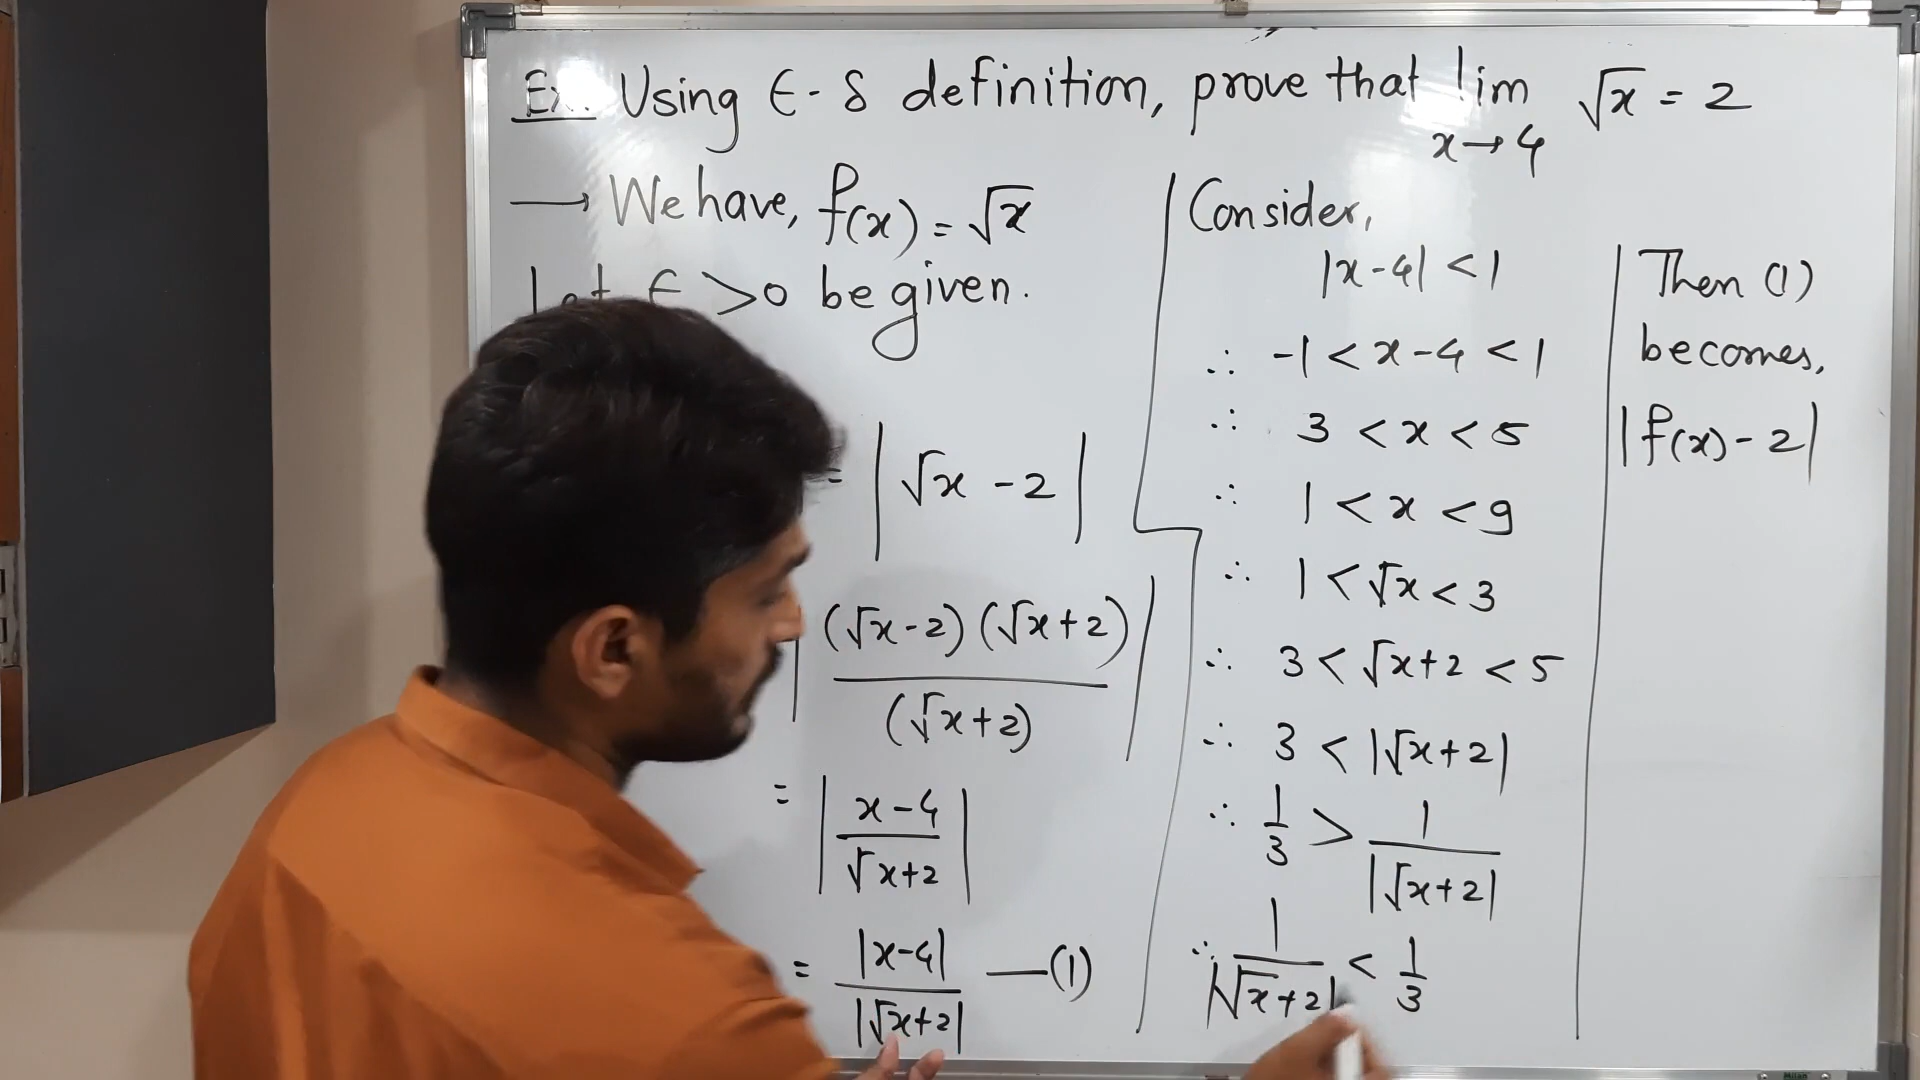 Ex. Using ϵ-δ definition, prove that lim √x = 2
x→4
→ We have, f(x) = √x
Let ϵ >0 be given.
= |√x - 2|
|(√x-2)(√x+2)|
(√x+2)
= |x-4|
|√x+2|
= |x-4| —(1)
|√x+2|
Consider,
|x-4| <1
∴ -1 < x-4 < 1
∴ 3 < x < 5
∴ 1 < x < 9
∴ 1 < √x < 3
∴ 3 < √x+2 < 5
∴ 3 < |√x+2|
∴ 1/3 > 1/|√x+2|
∴ 1/|√x+2| < 1/3
Then (1)
becomes,
|f(x)-2|
Milan